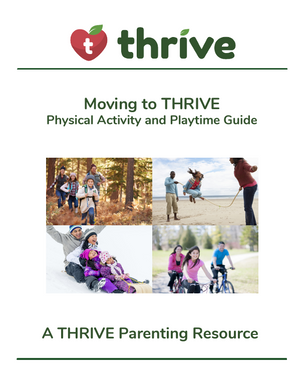 t thrive
Moving to THRIVE
Physical Activity and Playtime Guide
A THRIVE Parenting Resource